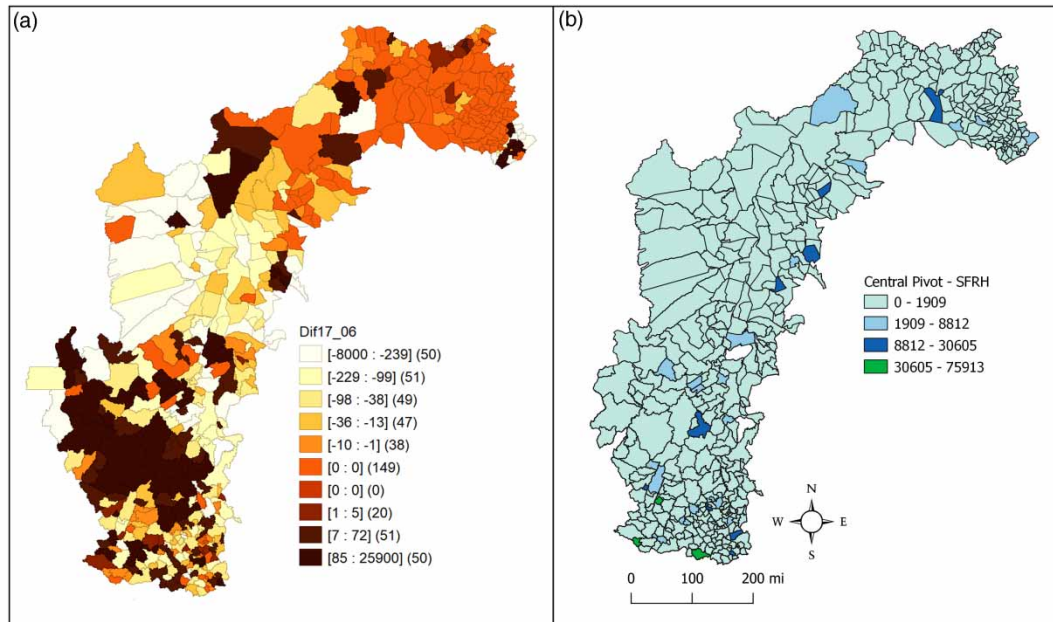 (a)
Dif17_06
[-8000 : -239] (50)
[-229 : -99] (51)
[-98 : -38] (49)
[-36 : -13] (47)
[-10 : -1] (38)
[0 : 0] (149)
[0 : 0] (0)
[1 : 5] (20)
[7 : 72] (51)
[85 : 25900] (50)
(b)
Central Pivot - SFRH
0 - 1909
1909 - 8812
8812 - 30605
30605 - 75913
N
W E
S
0 100 200 mi